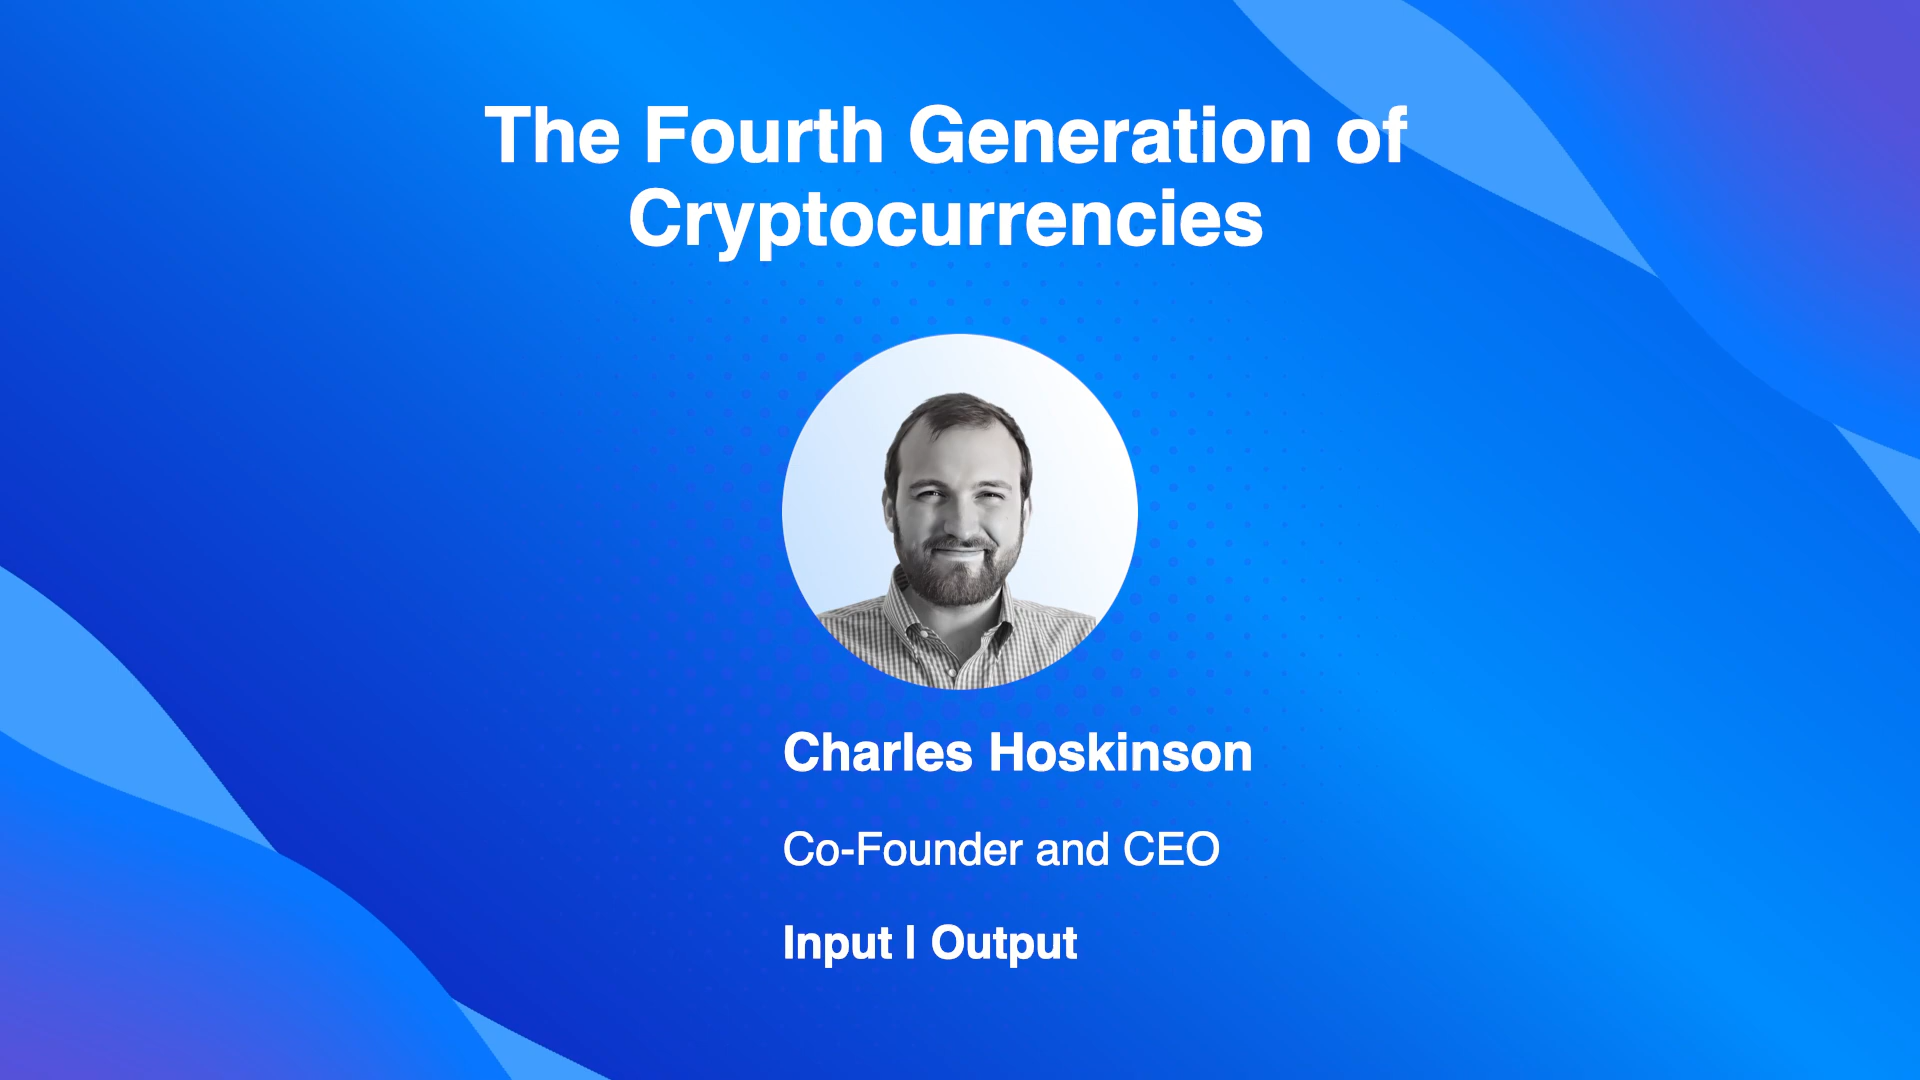 The Fourth Generation of
Cryptocurrencies
Charles Hoskinson
Co-Founder and CEO
Input | Output